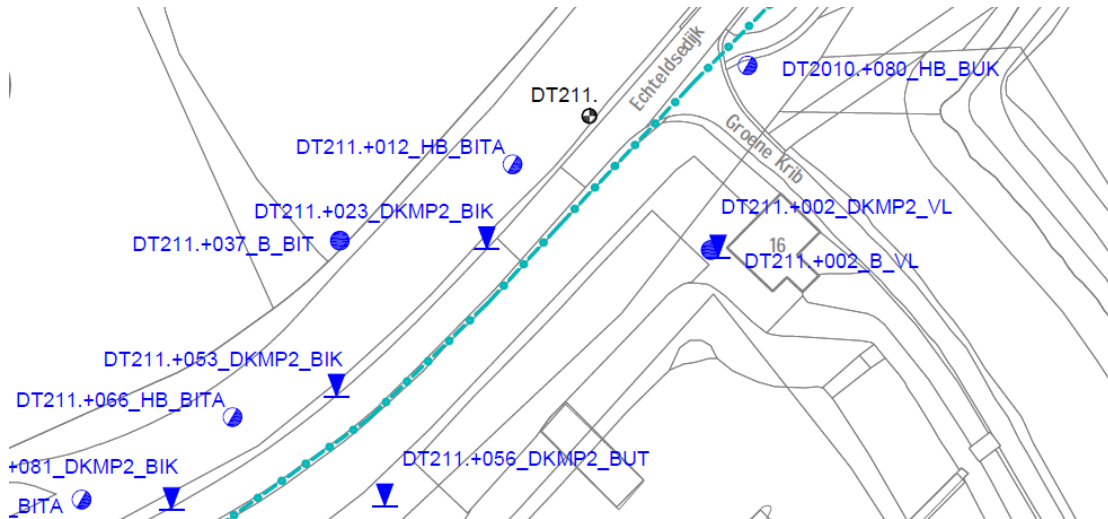 DT2010.+080_HB_BUK
Echteldsedijk
DT211.
Groene Krib
DT211.+012_HB_BITA
DT211.+023_DKMP2_BIK
DT211.+002_DKMP2_VL
DT211.+037_B_BIT
16
DT211.+002_B_VL
DT211.+053_DKMP2_BIK
DT211.+066_HB_BITA
DT211.+056_DKMP2_BUT
+081_DKMP2_BIK
_BITA